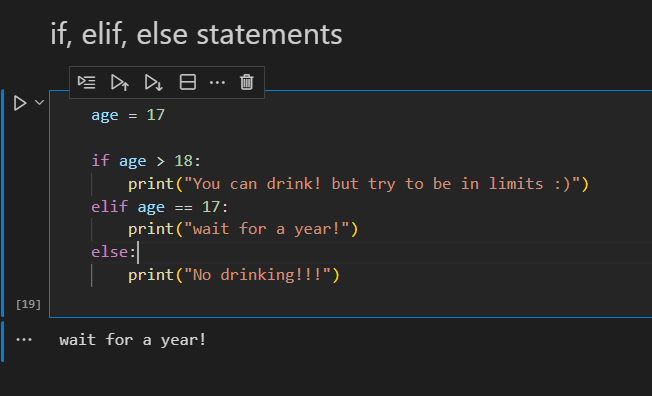 if, elif, else statements
age = 17
if age > 18:
print("You can drink! but try to be in limits :)")
elif age == 17:
print("wait for a year!")
else:
print("No drinking!!!")
[19]
wait for a year!